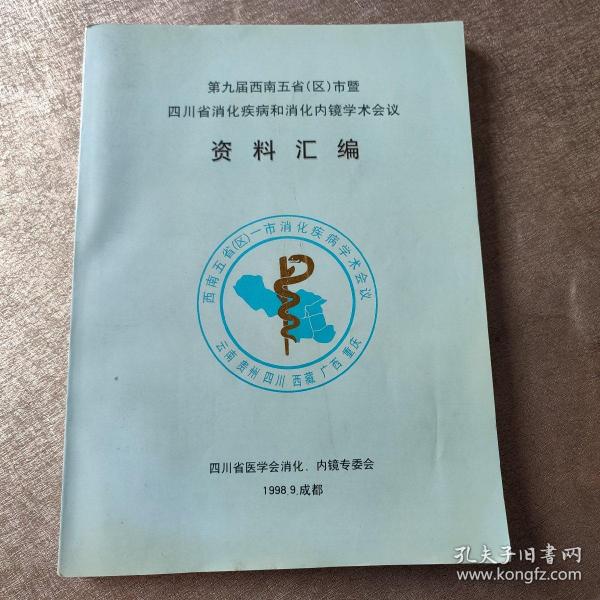 第九届西南五省(区)市暨
四川省消化疾病和消化内镜学术会议
资料汇编
西南五省(区)一市消化疾病学术会议
云南 贵州 四川 西藏 广西 重庆
四川省医学会消化、内镜专委会
1998.9.成都
孔夫子旧书网
www.kongfz.com